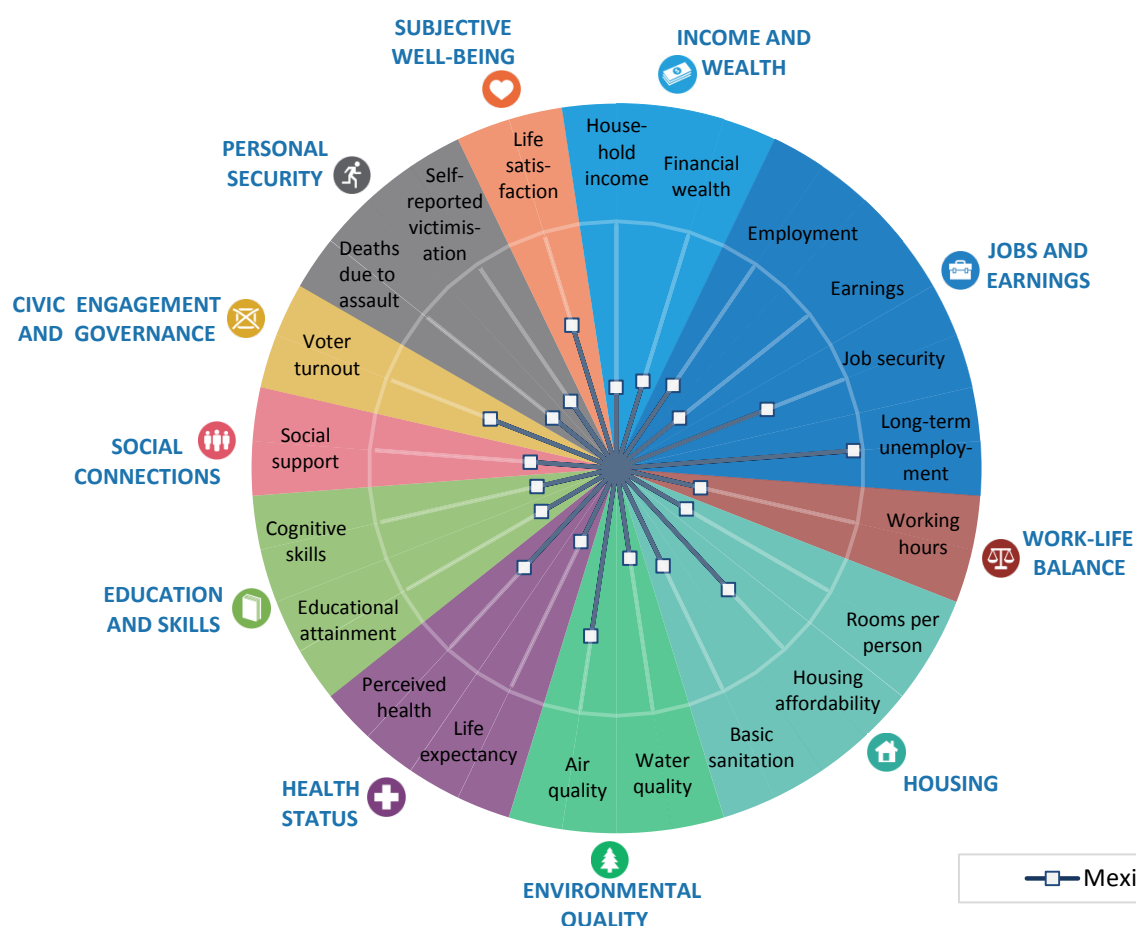 SUBJECTIVE
WELL-BEING
INCOME AND
WEALTH
PERSONAL
SECURITY
JOBS AND
EARNINGS
CIVIC ENGAGEMENT
AND GOVERNANCE
SOCIAL
CONNECTIONS
WORK-LIFE
BALANCE
EDUCATION
AND SKILLS
HOUSING
HEALTH
STATUS
ENVIRONMENTAL
QUALITY
House-
hold
income
Financial
wealth
Employment
Earnings
Job security
Long-term
unemploy-
ment
Working
hours
Rooms per
person
Housing
affordability
Basic
sanitation
Water
quality
Air
quality
Life
expectancy
Perceived
health
Educational
attainment
Cognitive
skills
Social
support
Voter
turnout
Deaths
due to
assault
Self-
reported
victimis-
ation
Life
satis-
faction
Mexi